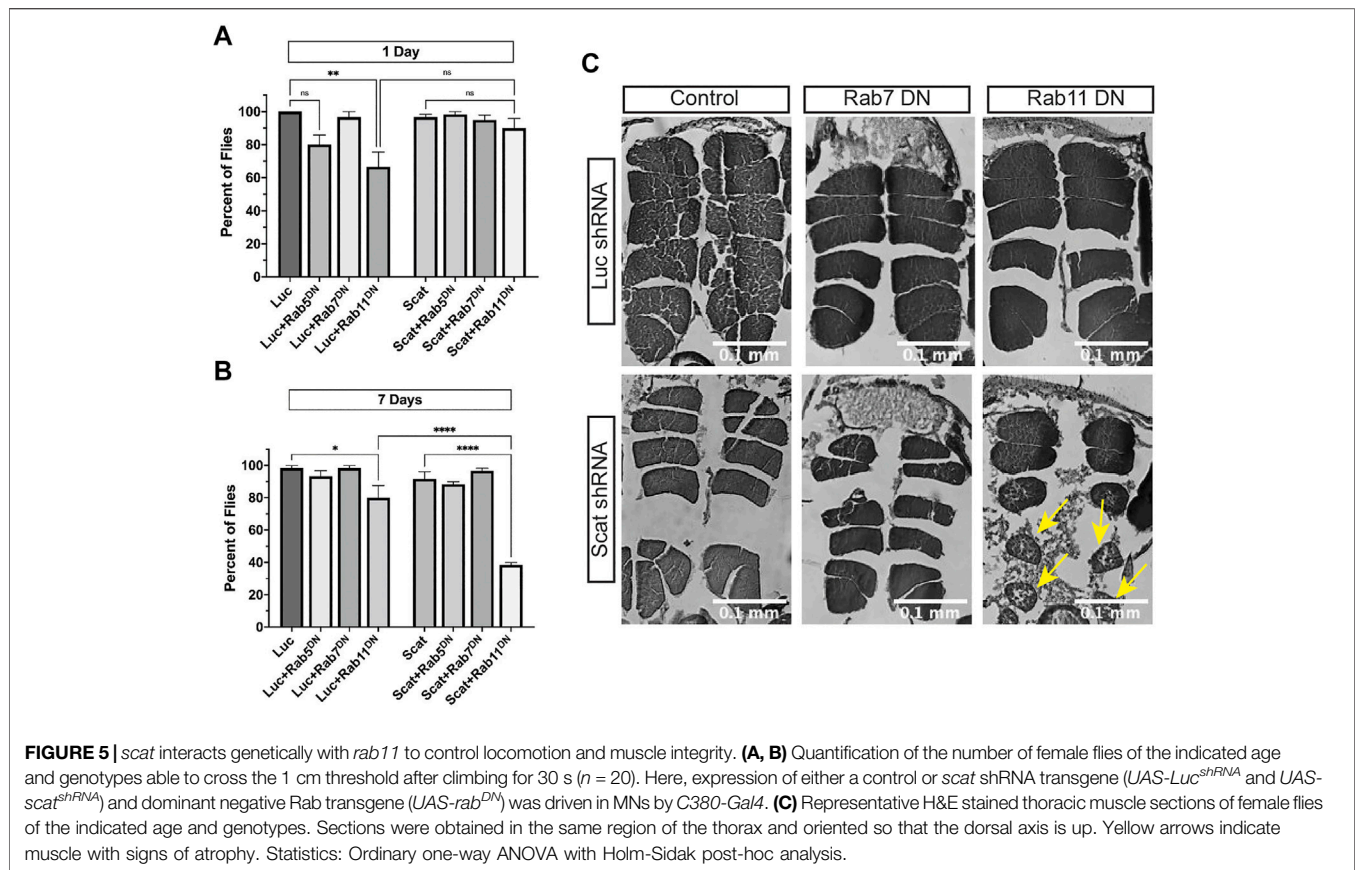 A
1 Day
**
ns
ns
ns
Percent of Flies
100
80
60
40
20
0
Luc
Luc+Rab5DN
Luc+Rab7DN
Luc+Rab11DN
Scat
Scat+Rab5DN
Scat+Rab7DN
Scat+Rab11DN
B
7 Days
****
*
****
Percent of Flies
100
80
60
40
20
0
Luc
Luc+Rab5DN
Luc+Rab7DN
Luc+Rab11DN
Scat
Scat+Rab5DN
Scat+Rab7DN
Scat+Rab11DN
C
Control
Rab7 DN
Rab11 DN
Luc shRNA
0.1 mm
0.1 mm
0.1 mm
Scat shRNA
0.1 mm
0.1 mm
0.1 mm
FIGURE 5 | scat interacts genetically with rab11 to control locomotion and muscle integrity. (A, B) Quantification of the number of female flies of the indicated age
and genotypes able to cross the 1 cm threshold after climbing for 30 s (n = 20). Here, expression of either a control or scat shRNA transgene (UAS-LucshRNA and UAS-
scatshRNA) and dominant negative Rab transgene (UAS-rabDN) was driven in MNs by C380-Gal4. (C) Representative H&E stained thoracic muscle sections of female flies
of the indicated age and genotypes. Sections were obtained in the same region of the thorax and oriented so that the dorsal axis is up. Yellow arrows indicate
muscle with signs of atrophy. Statistics: Ordinary one-way ANOVA with Holm-Sidak post-hoc analysis.